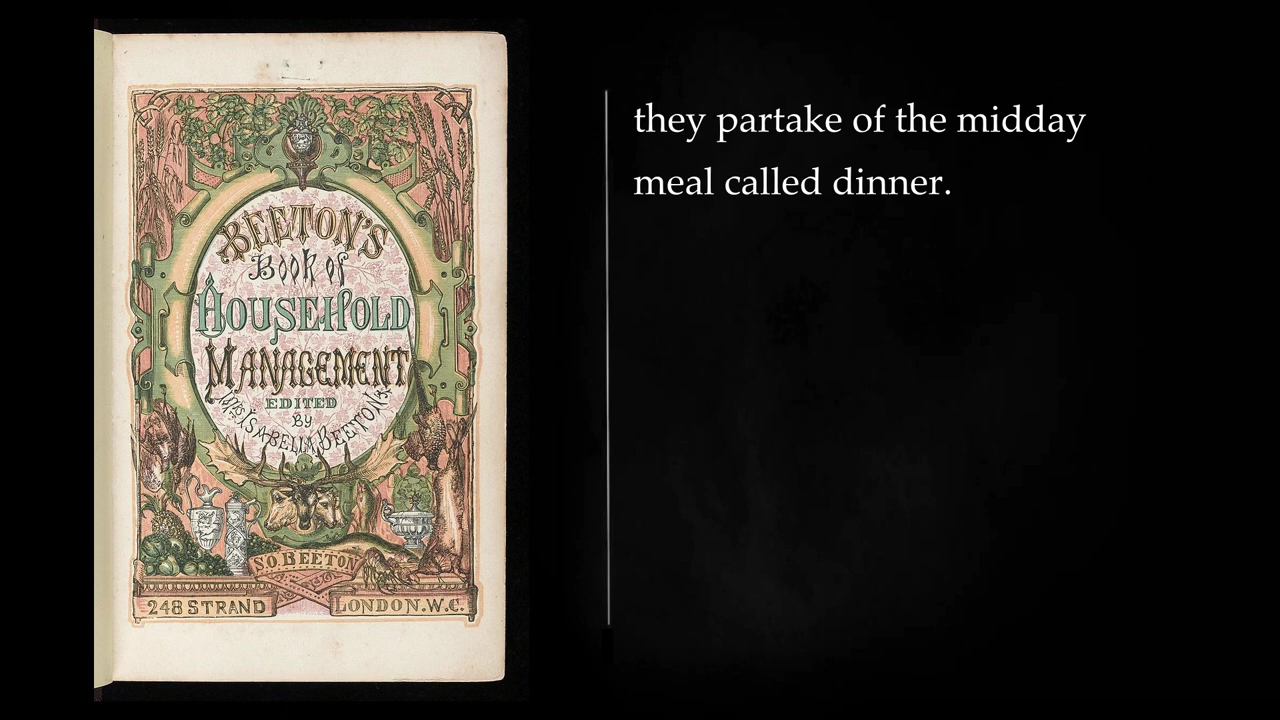 BEETON'S
Book of
HOUSEHOLD
MANAGEMENT
EDITED
BY
MRS ISABELLA BEETON
S.O. BEETON
248 STRAND
LONDON. W.C.
they partake of the midday
meal called dinner.